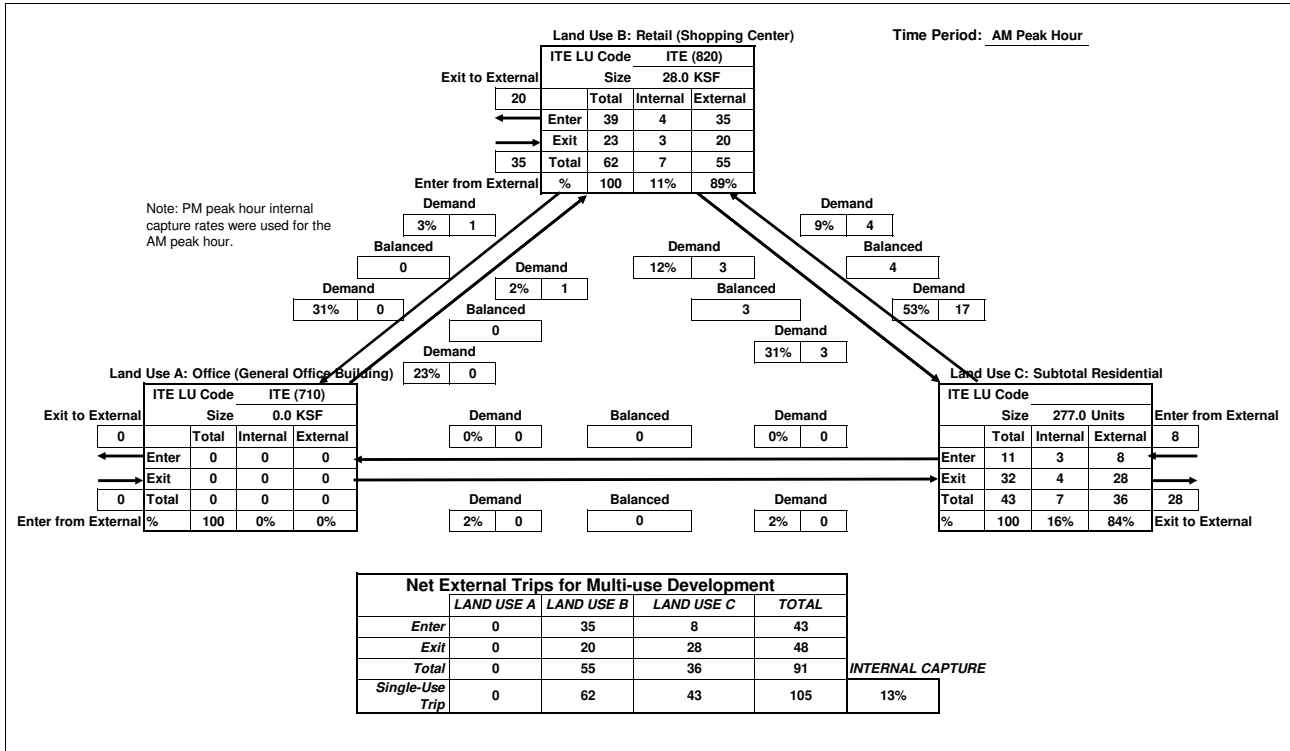 Land Use B: Retail (Shopping Center)
Time Period: AM Peak Hour
ITE LU Code ITE (820)
Exit to External Size 28.0 KSF
20 Total Internal External
Enter 39 4 35
Exit 23 3 20
35 Total 62 7 55
Enter from External % 100 11% 89%
Note: PM peak hour internal
capture rates were used for the
AM peak hour.
Demand
3% 1
Balanced
0
Demand
31% 0
Demand
2% 1
Balanced
0
Demand
23% 0
Demand
12% 3
Balanced
3
Demand
31% 3
Demand
9% 4
Balanced
4
Demand
53% 17
Land Use A: Office (General Office Building)
ITE LU Code ITE (710)
Exit to External Size 0.0 KSF
0 Total Internal External
Enter 0 0 0
Exit 0 0 0
0 Total 0 0 0
Enter from External % 100 0% 0%
Demand Balanced Demand
0% 0 0 0% 0
Demand Balanced Demand
2% 0 0 2% 0
Land Use C: Subtotal Residential
ITE LU Code
Size 277.0 Units Enter from External
Total Internal External 8
Enter 11 3 8
Exit 32 4 28
Total 43 7 36 28
% 100 16% 84% Exit to External
Net External Trips for Multi-use Development
LAND USE A LAND USE B LAND USE C TOTAL
Enter 0 35 8 43
Exit 0 20 28 48
Total 0 55 36 91 INTERNAL CAPTURE
Single-Use
Trip 0 62 43 105 13%